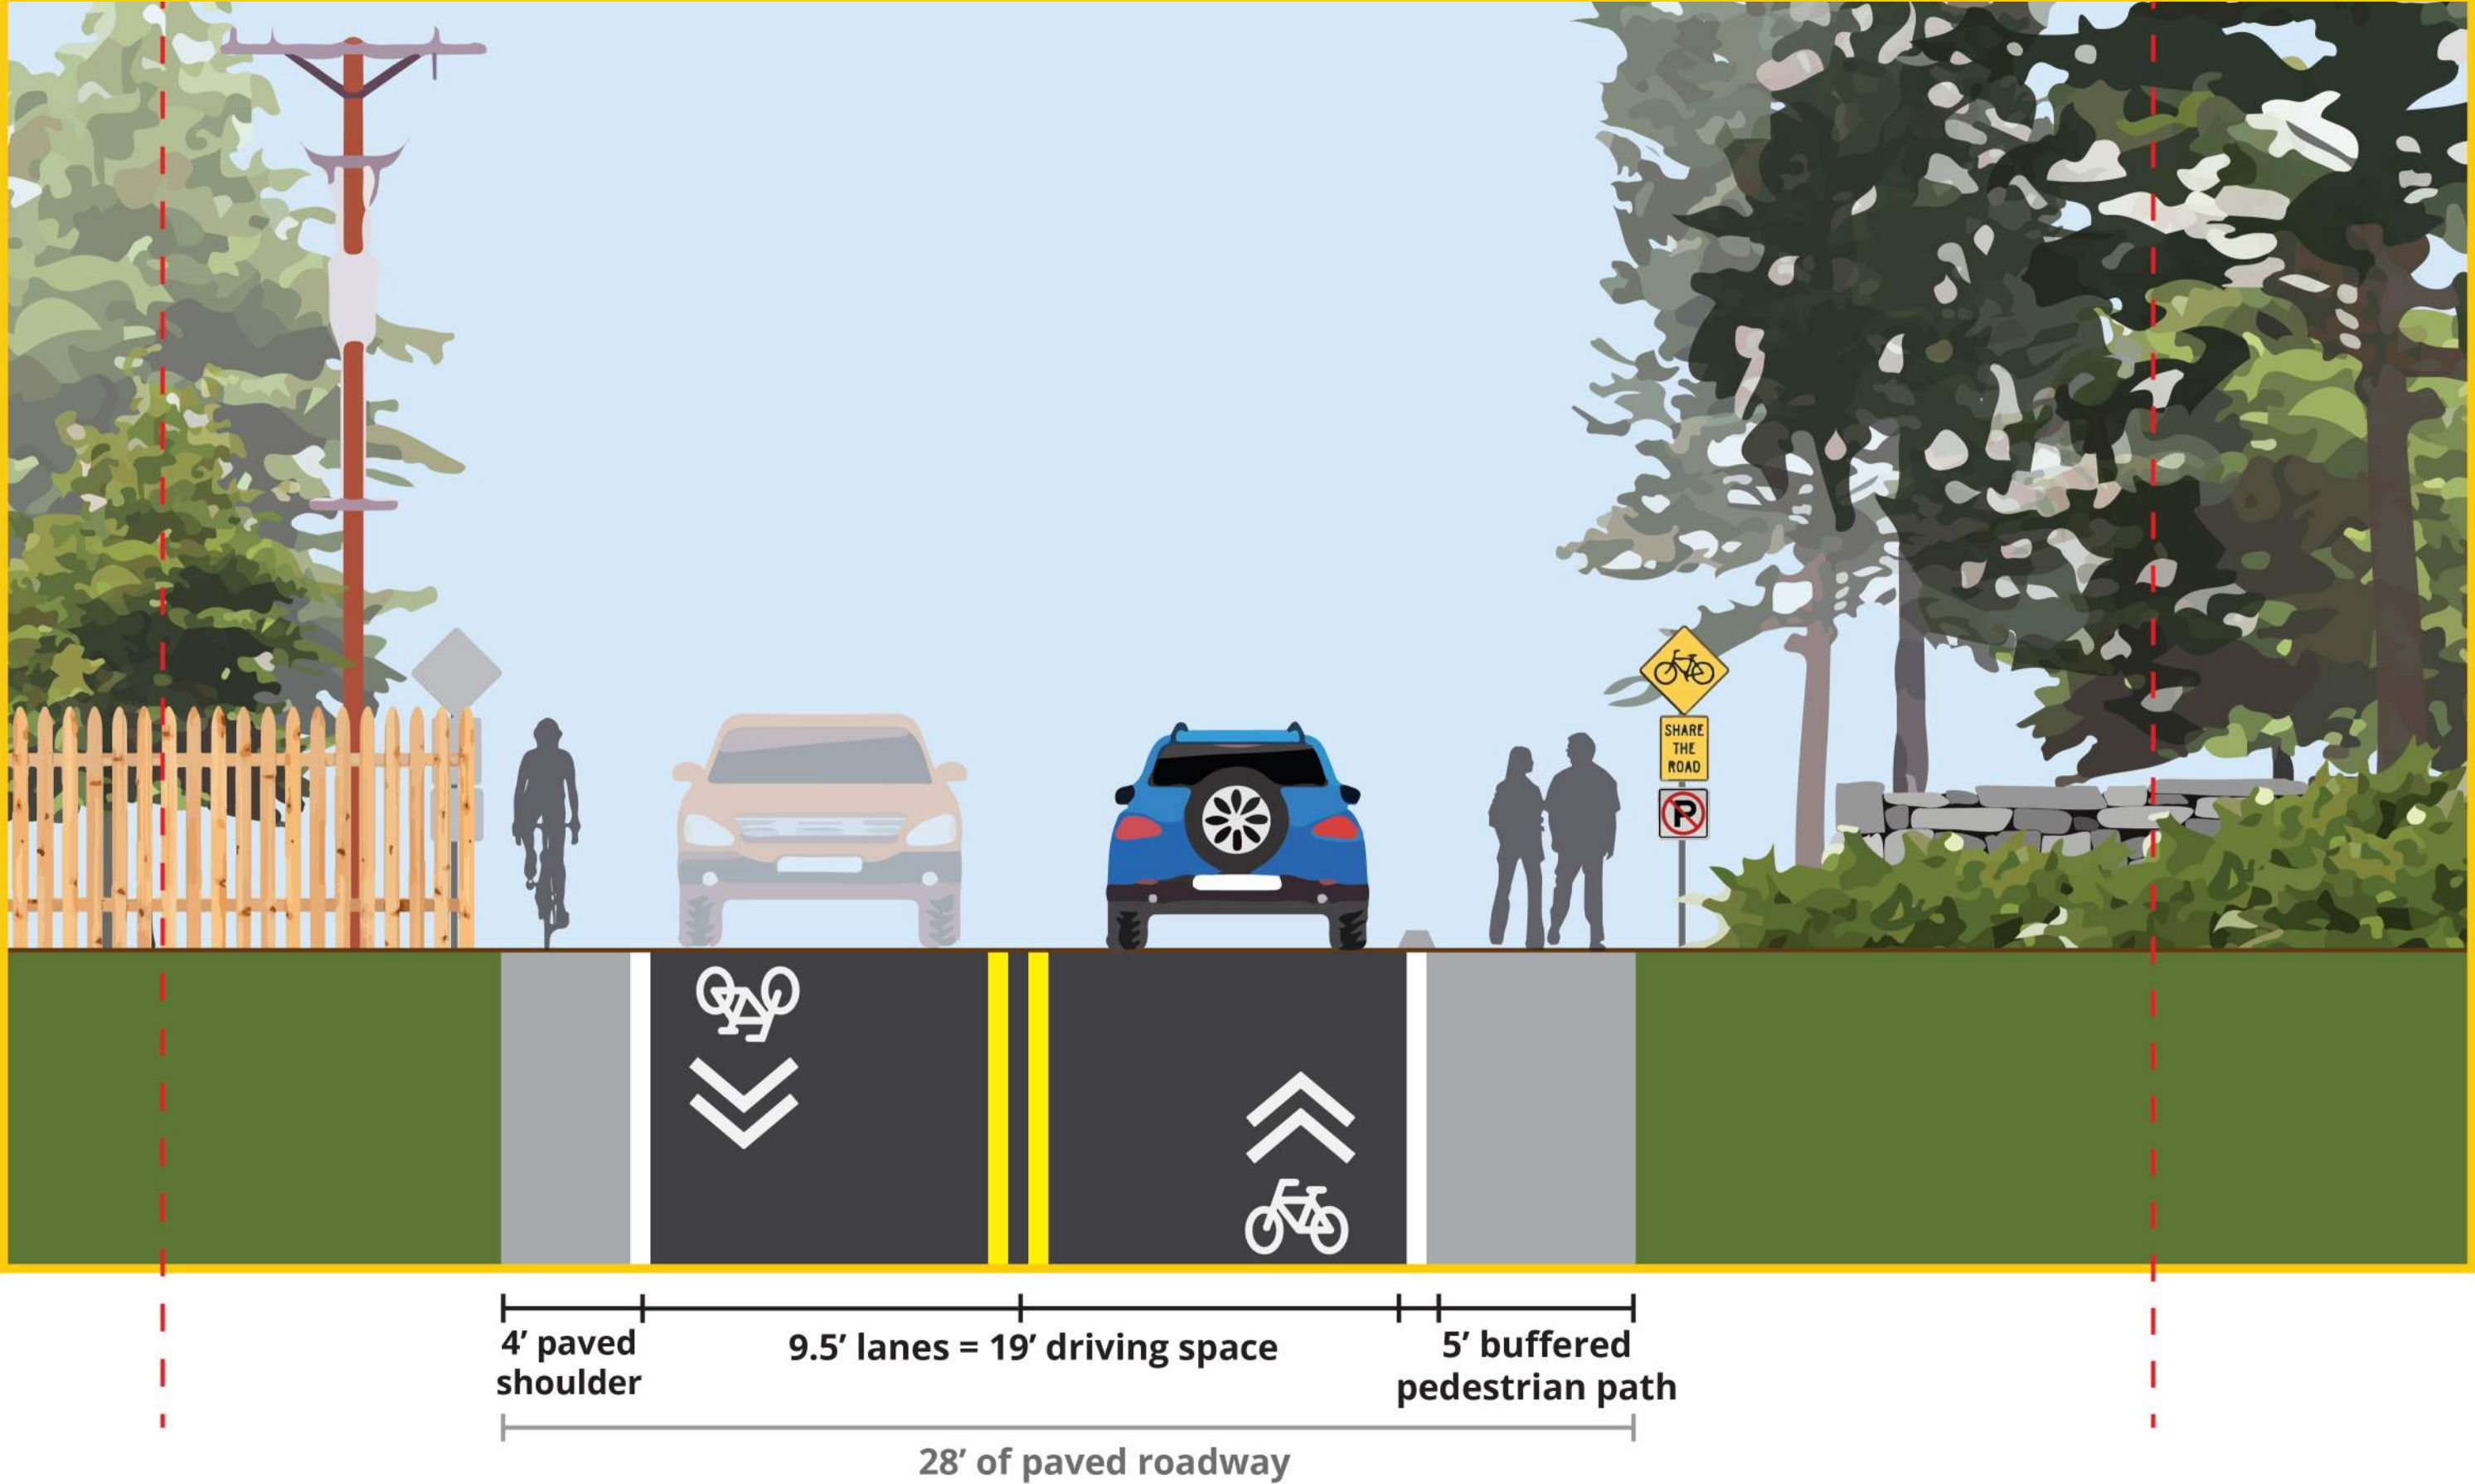 SHARE
THE
ROAD
P
4’ paved
shoulder
9.5’ lanes = 19’ driving space
5’ buffered
pedestrian path
28’ of paved roadway